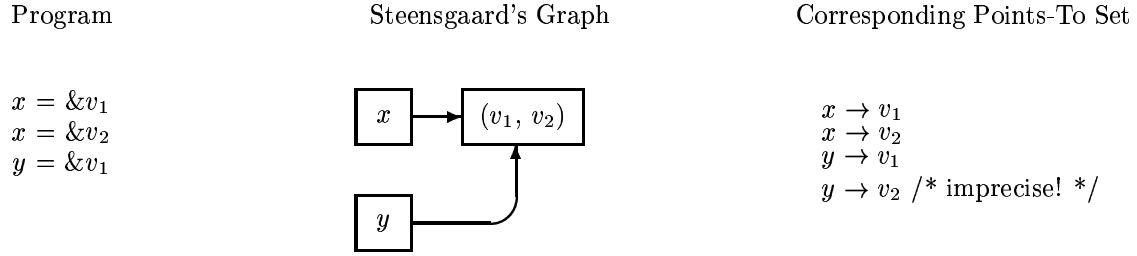 Program
Steensgaard's Graph
Corresponding Points-To Set
x = &v₁
x = &v₂
y = &v₁
x
(v₁, v₂)
y
x → v₁
x → v₂
y → v₁
y → v₂ /* imprecise! */